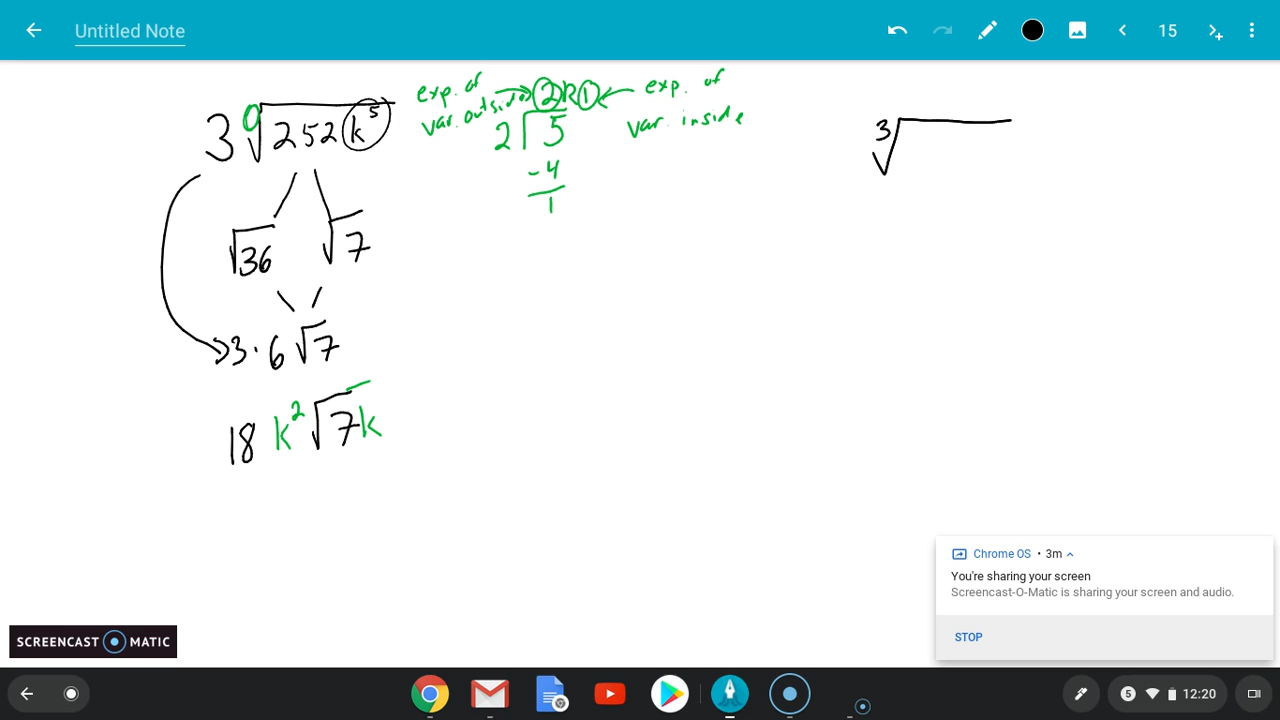 Untitled Note
15
3√252k⁵
exp. of
var. outside
2R1
2√5
-4
1
exp. of
var. inside
3√
√36 √7
3·6√7
18k²√7k
Chrome OS • 3m
You're sharing your screen
Screencast-O-Matic is sharing your screen and audio.
STOP
SCREENCAST MATIC
5 12:20